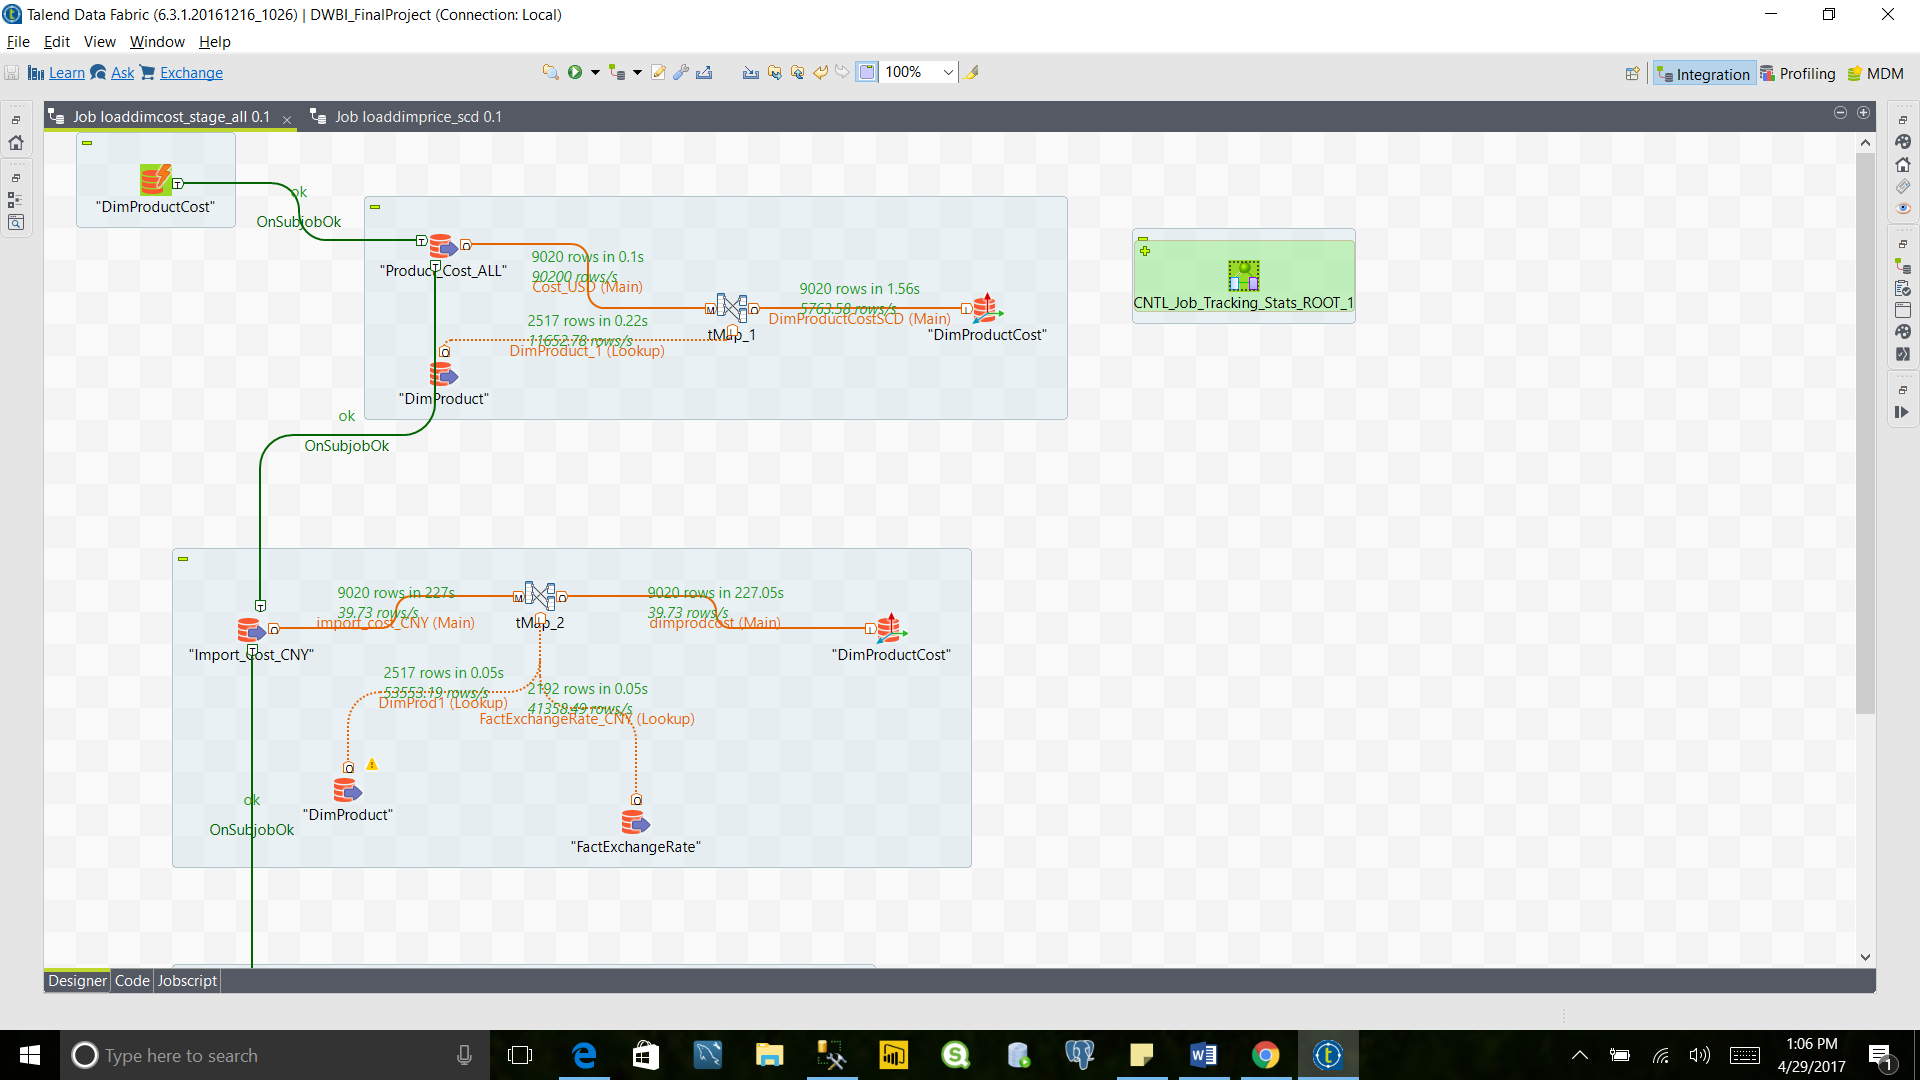 Talend Data Fabric (6.3.1.20161216_1026) | DWBI_FinalProject (Connection: Local)
File Edit View Window Help
Learn Ask Exchange 100% Integration Profiling MDM
Job loaddimcost_stage_all 0.1 Job loaddimprice_scd 0.1
"DimProductCost"
ok
OnSubjobOk
"Product_Cost_ALL"
9020 rows in 0.1s
90200 rows/s
Cost_USD (Main)
2517 rows in 0.22s
11652.78 rows/s
DimProduct_1 (Lookup)
tMap_1
9020 rows in 1.56s
5763.58 rows/s
DimProductCostSCD (Main)
"DimProductCost"
"DimProduct"
CNTL_Job_Tracking_Stats_ROOT_1
ok
OnSubjobOk
9020 rows in 227s
39.73 rows/s
import_cost_CNY (Main)
tMap_2
9020 rows in 227.05s
39.73 rows/s
dimprodcost (Main)
"Import_Cost_CNY"
"DimProductCost"
2517 rows in 0.05s
53553.19 rows/s
DimProd1 (Lookup)
2192 rows in 0.05s
41358.49 rows/s
FactExchangeRate_CNY (Lookup)
"DimProduct"
"FactExchangeRate"
ok
OnSubjobOk
Designer Code Jobscript
Type here to search
1:06 PM
4/29/2017
1